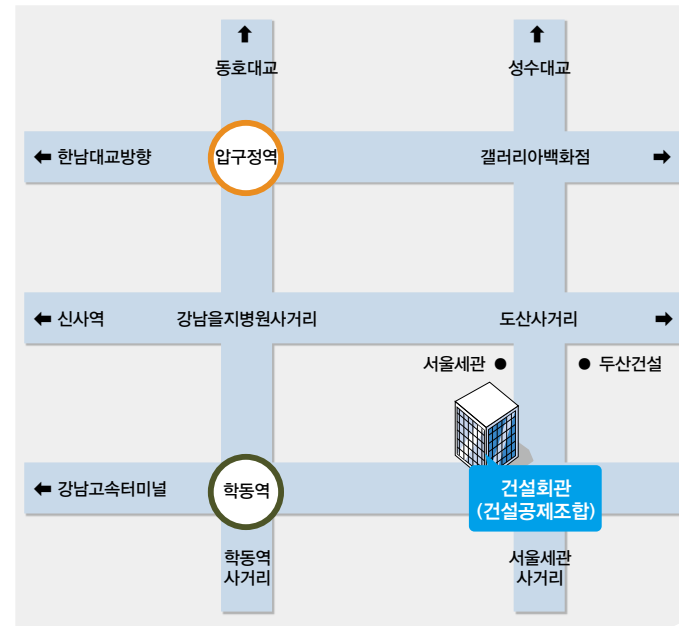 동호대교
성수대교
한남대교방향
압구정역
갤러리아백화점
신사역
강남을지병원사거리
도산사거리
서울세관
두산건설
강남고속터미널
학동역
건설회관
(건설공제조합)
학동역
사거리
서울세관
사거리